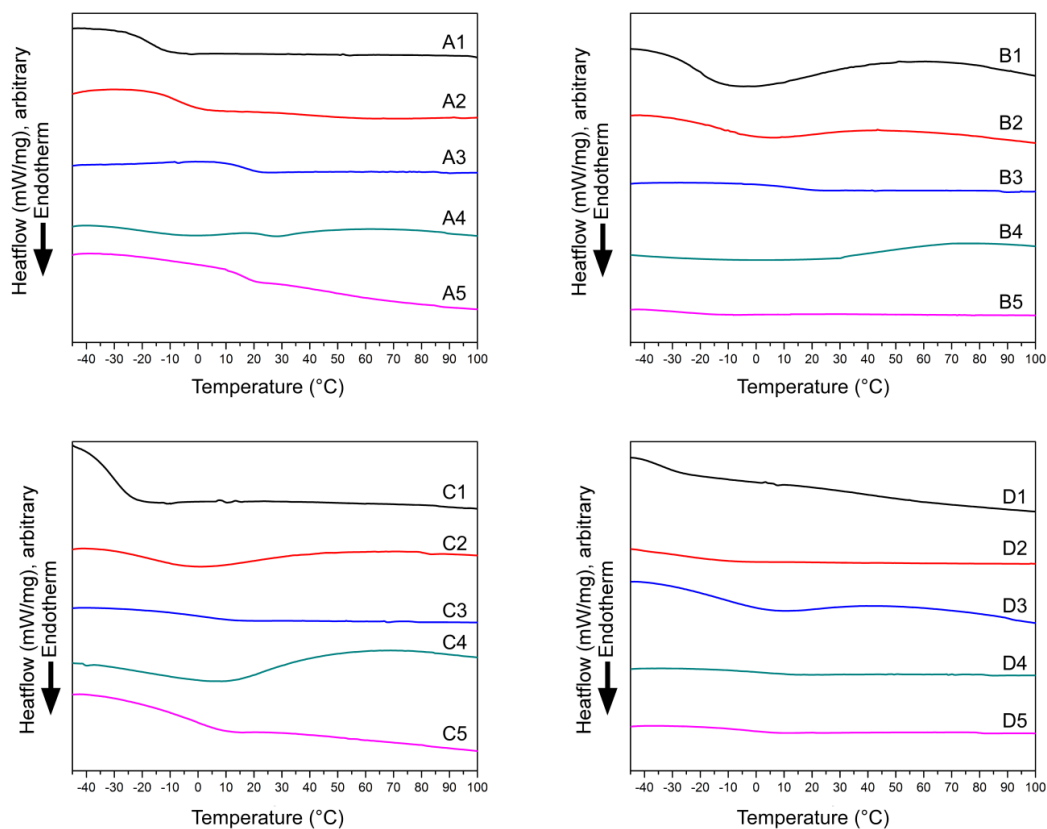 Heatflow (mW/mg), arbitrary
Endotherm
A1
A2
A3
A4
A5
-40 -30 -20 -10 0 10 20 30 40 50 60 70 80 90 100
Temperature (°C)
Heatflow (mW/mg), arbitrary
Endotherm
B1
B2
B3
B4
B5
-40 -30 -20 -10 0 10 20 30 40 50 60 70 80 90 100
Temperature (°C)
Heatflow (mW/mg), arbitrary
Endotherm
C1
C2
C3
C4
C5
-40 -30 -20 -10 0 10 20 30 40 50 60 70 80 90 100
Temperature (°C)
Heatflow (mW/mg), arbitrary
Endotherm
D1
D2
D3
D4
D5
-40 -30 -20 -10 0 10 20 30 40 50 60 70 80 90 100
Temperature (°C)